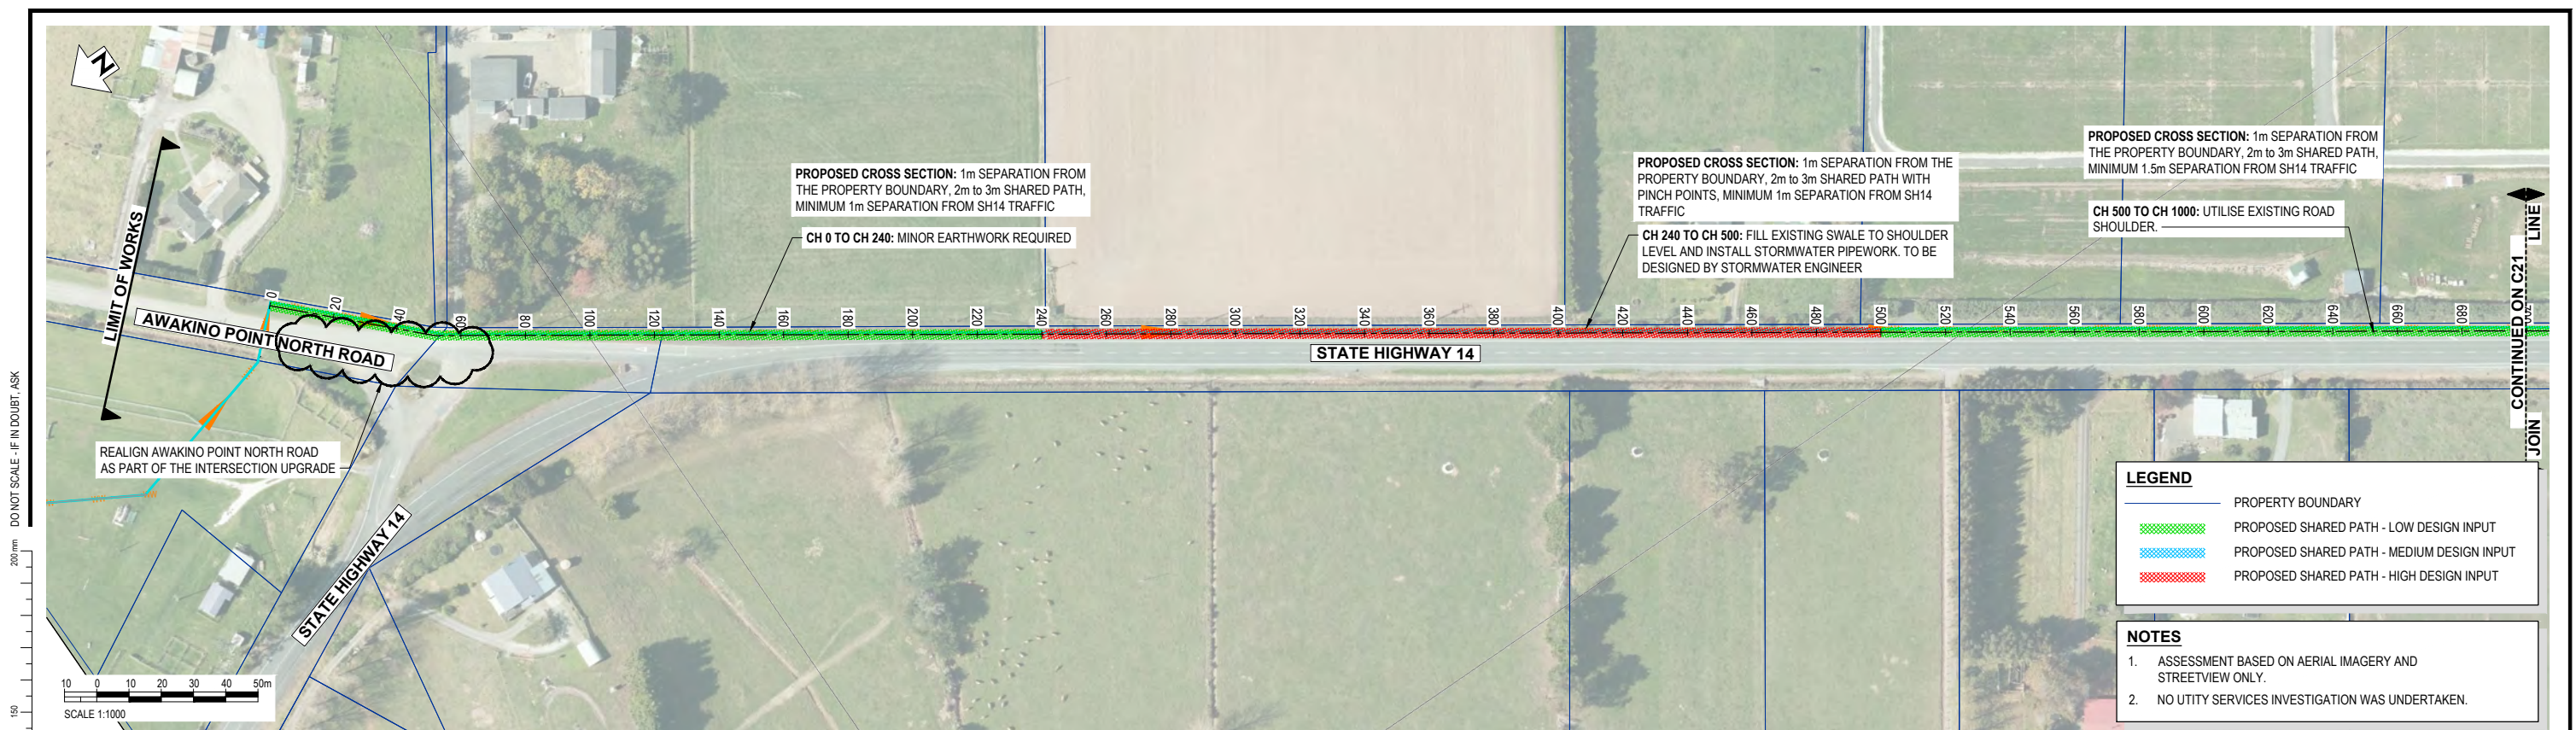 N
LIMIT OF WORKS
AWAKINO POINT NORTH ROAD
REALIGN AWAKINO POINT NORTH ROAD
AS PART OF THE INTERSECTION UPGRADE
STATE HIGHWAY 14
PROPOSED CROSS SECTION: 1m SEPARATION FROM
THE PROPERTY BOUNDARY, 2m to 3m SHARED PATH,
MINIMUM 1m SEPARATION FROM SH14 TRAFFIC
CH 0 TO CH 240: MINOR EARTHWORK REQUIRED
PROPOSED CROSS SECTION: 1m SEPARATION FROM THE
PROPERTY BOUNDARY, 2m to 3m SHARED PATH WITH
PINCH POINTS, MINIMUM 1m SEPARATION FROM SH14
TRAFFIC
CH 240 TO CH 500: FILL EXISTING SWALE TO SHOULDER
LEVEL AND INSTALL STORMWATER PIPEWORK. TO BE
DESIGNED BY STORMWATER ENGINEER
PROPOSED CROSS SECTION: 1m SEPARATION FROM
THE PROPERTY BOUNDARY, 2m to 3m SHARED PATH,
MINIMUM 1.5m SEPARATION FROM SH14 TRAFFIC
CH 500 TO CH 1000: UTILISE EXISTING ROAD
SHOULDER.
0 20 40 60 80 100 120 140 160 180 200 220 240 260 280 300 320 340 360 380 400 420 440 460 480 500 520 540 560 580 600 620 640 660 680
STATE HIGHWAY 14
JOIN LINE
CONTINUED ON C21
DO NOT SCALE - IF IN DOUBT, ASK
200 mm
150
10 0 10 20 30 40 50m
SCALE 1:1000
LEGEND
PROPERTY BOUNDARY
PROPOSED SHARED PATH - LOW DESIGN INPUT
PROPOSED SHARED PATH - MEDIUM DESIGN INPUT
PROPOSED SHARED PATH - HIGH DESIGN INPUT
NOTES
1. ASSESSMENT BASED ON AERIAL IMAGERY AND
STREETVIEW ONLY.
2. NO UTITY SERVICES INVESTIGATION WAS UNDERTAKEN.